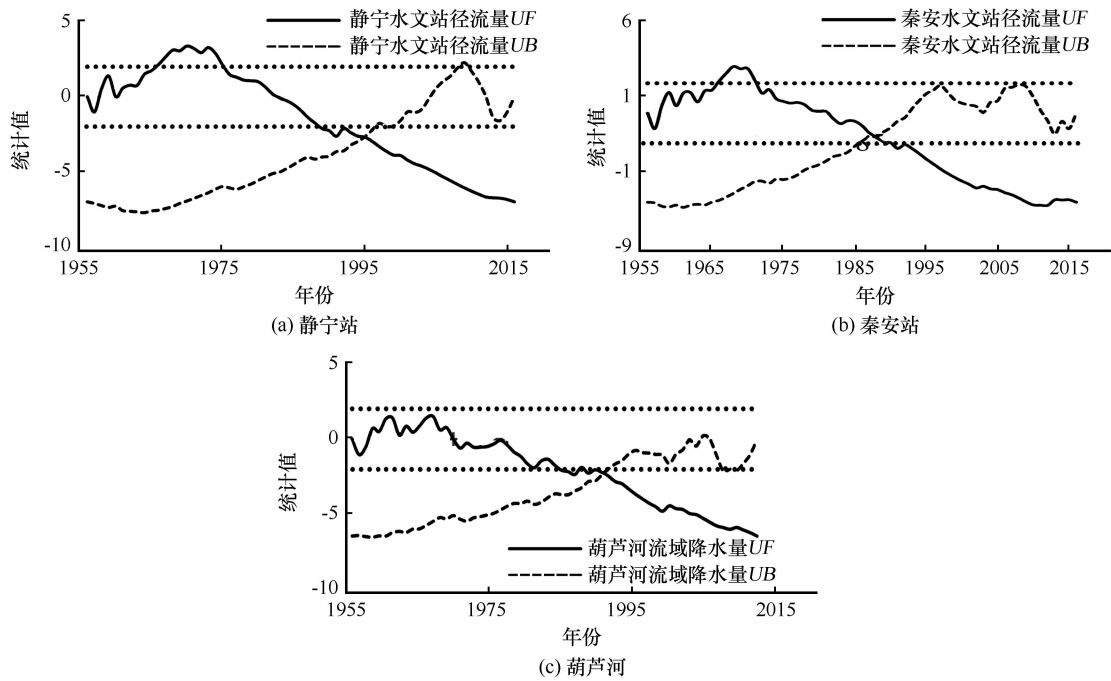 静宁水文站径流量UF
静宁水文站径流量UB
5
0
-5
-10
统计值
1955
1975
1995
2015
年份
(a) 静宁站
秦安水文站径流量UF
秦安水文站径流量UB
6
1
-1
-9
统计值
1955
1965
1975
1985
1995
2005
2015
年份
(b) 秦安站
5
0
-5
-10
统计值
葫芦河流域降水量UF
葫芦河流域降水量UB
1955
1975
1995
2015
年份
(c) 葫芦河